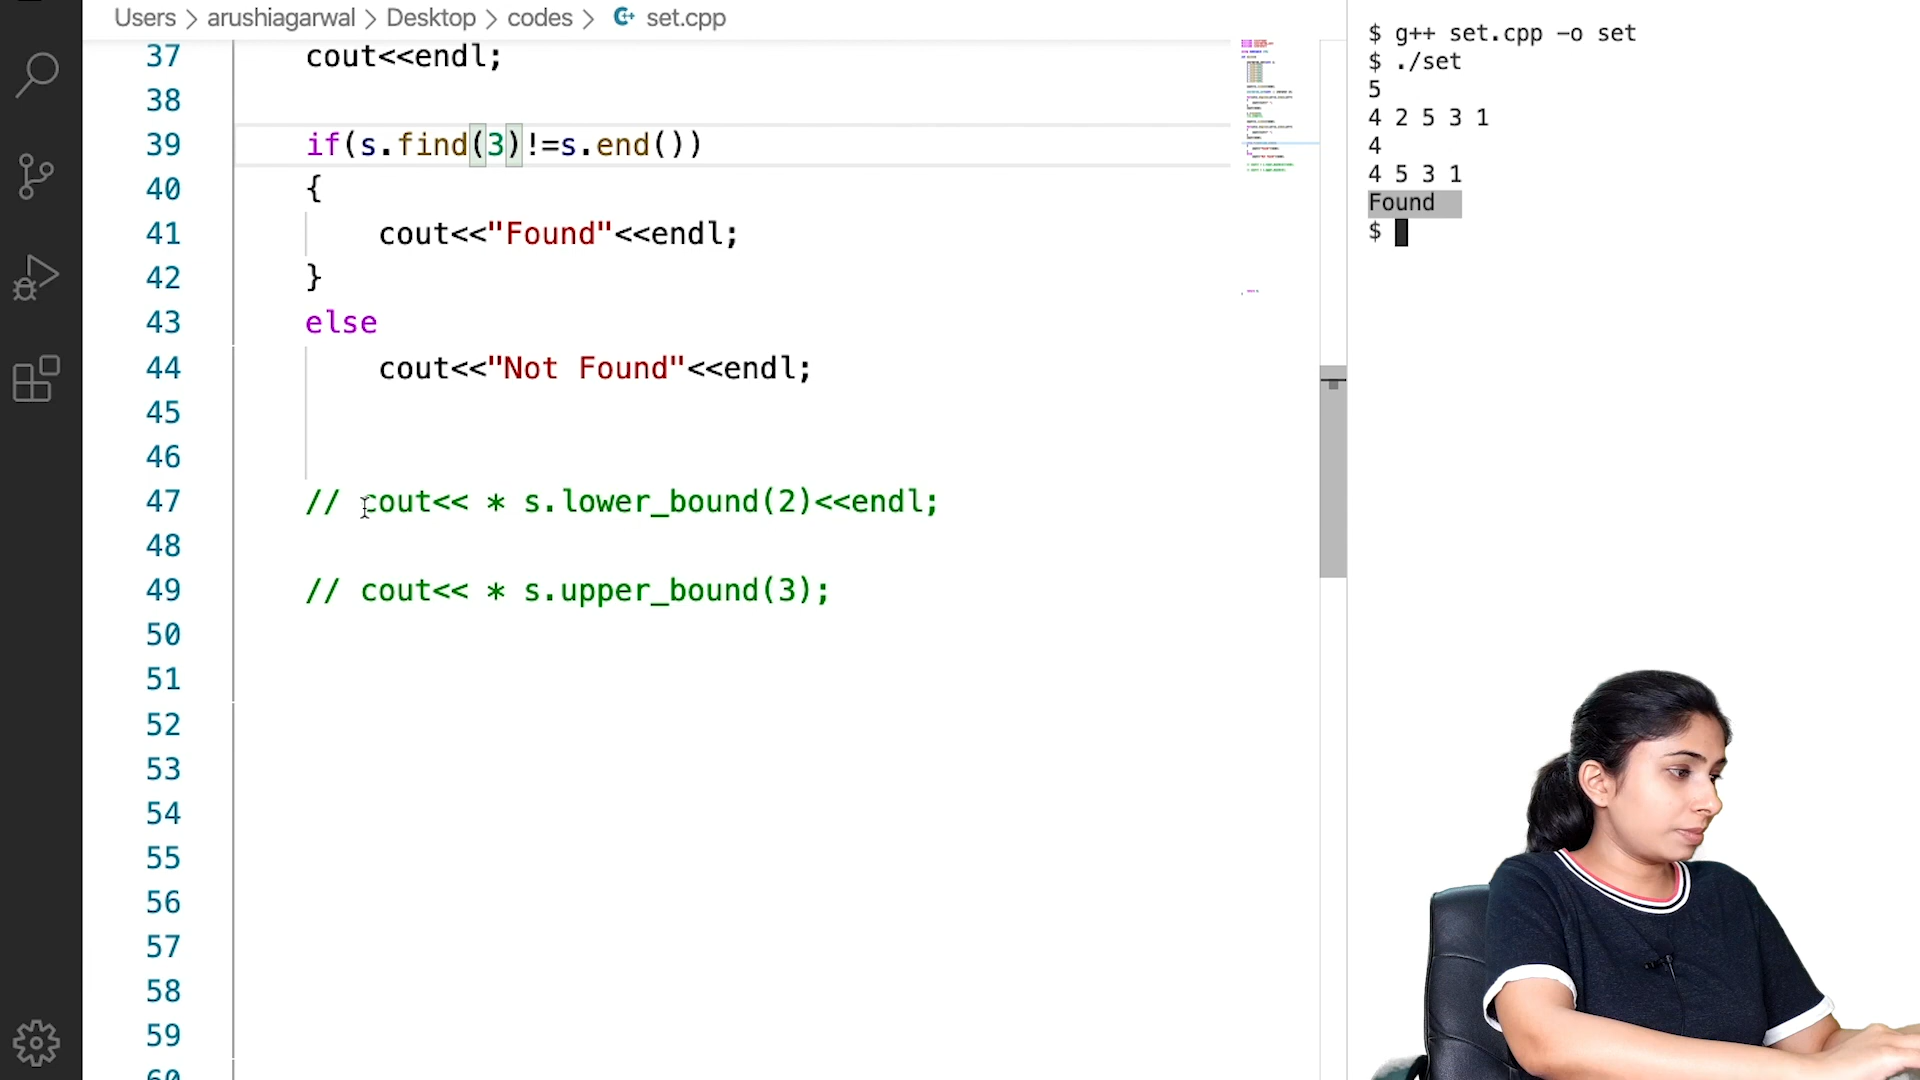 Users > arushiagarwal > Desktop > codes > C++ set.cpp
37 cout<<endl;
38
39 if(s.find(3)!=s.end())
40 {
41 cout<<"Found"<<endl;
42 }
43 else
44 cout<<"Not Found"<<endl;
45
46
47 // cout<< * s.lower_bound(2)<<endl;
48
49 // cout<< * s.upper_bound(3);
50
51
52
53
54
55
56
57
58
59
60
$ g++ set.cpp -o set
$ ./set
5
4 2 5 3 1
4
4 5 3 1
Found
$